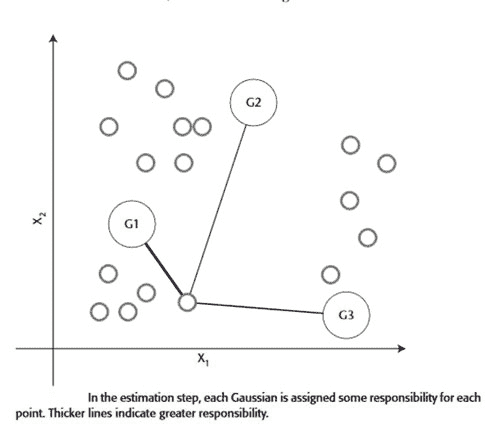 G2
X2
G1
G3
X1
In the estimation step, each Gaussian is assigned some responsibility for each
point. Thicker lines indicate greater responsibility.